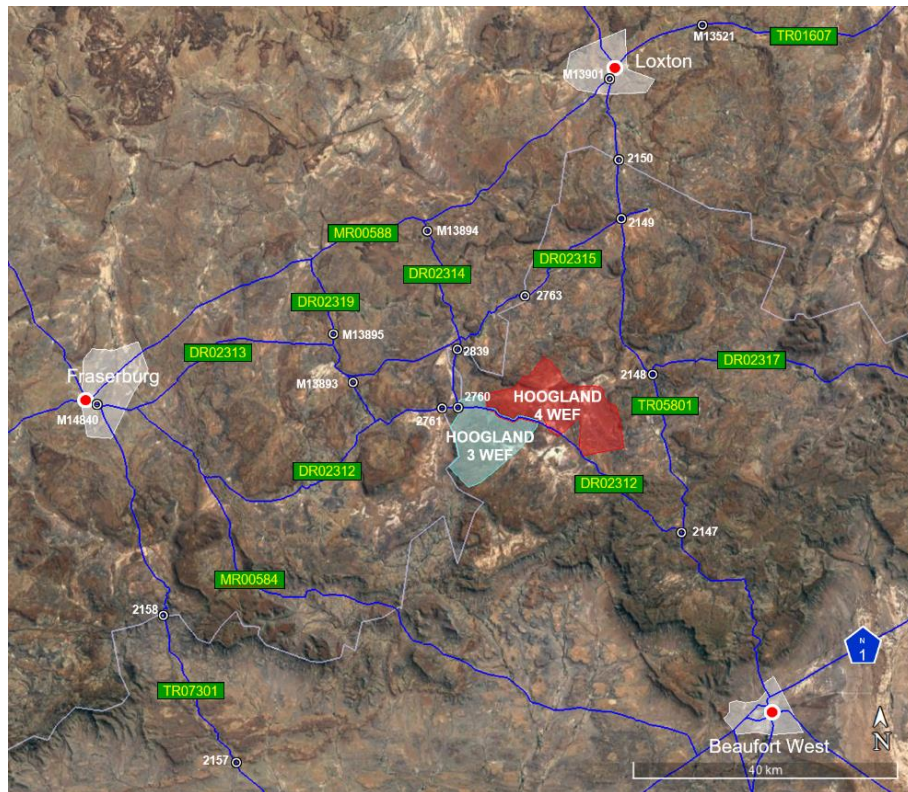 M13521
TR01607
Loxton
M13901
2150
2149
MR00588
M13894
DR02315
DR02314
2763
DR02319
M13895
DR02313
2839
DR02317
2148
Fraserburg
M13893
HOOGLAND
4 WEF
TR05801
M14840
2761
2760
HOOGLAND
3 WEF
DR02312
DR02312
2147
MR00584
2158
N
1
TR07301
N
Beaufort West
2157
40 km